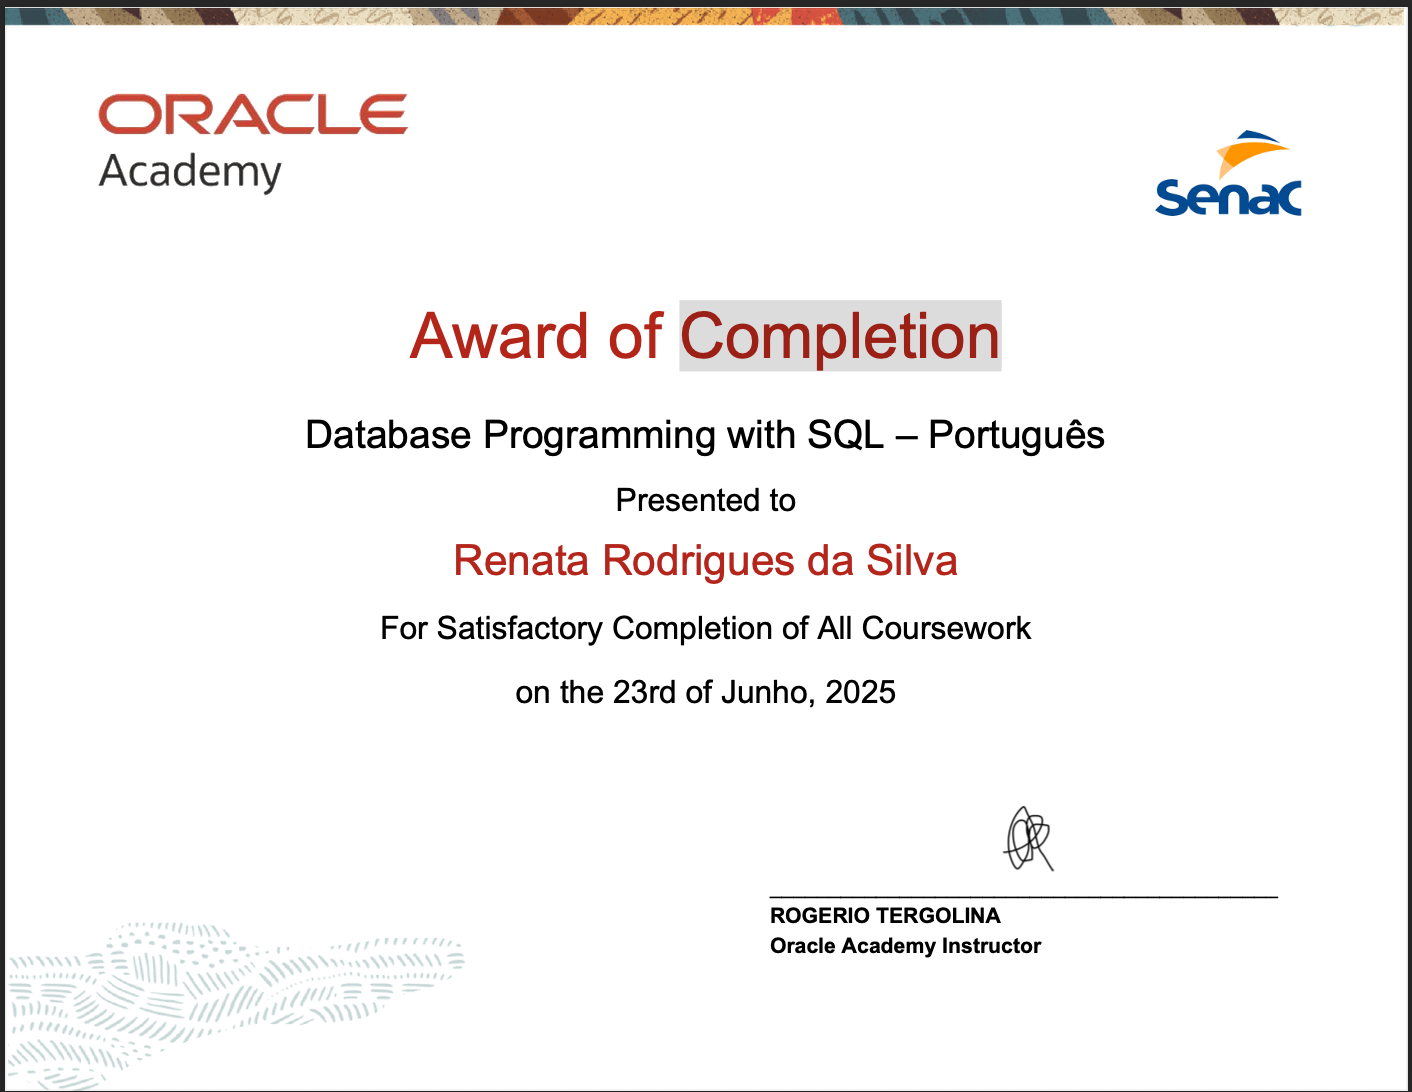 ORACLE
Academy
Senac
Award of Completion
Database Programming with SQL – Português
Presented to
Renata Rodrigues da Silva
For Satisfactory Completion of All Coursework
on the 23rd of Junho, 2025
ROGERIO TERGOLINA
Oracle Academy Instructor